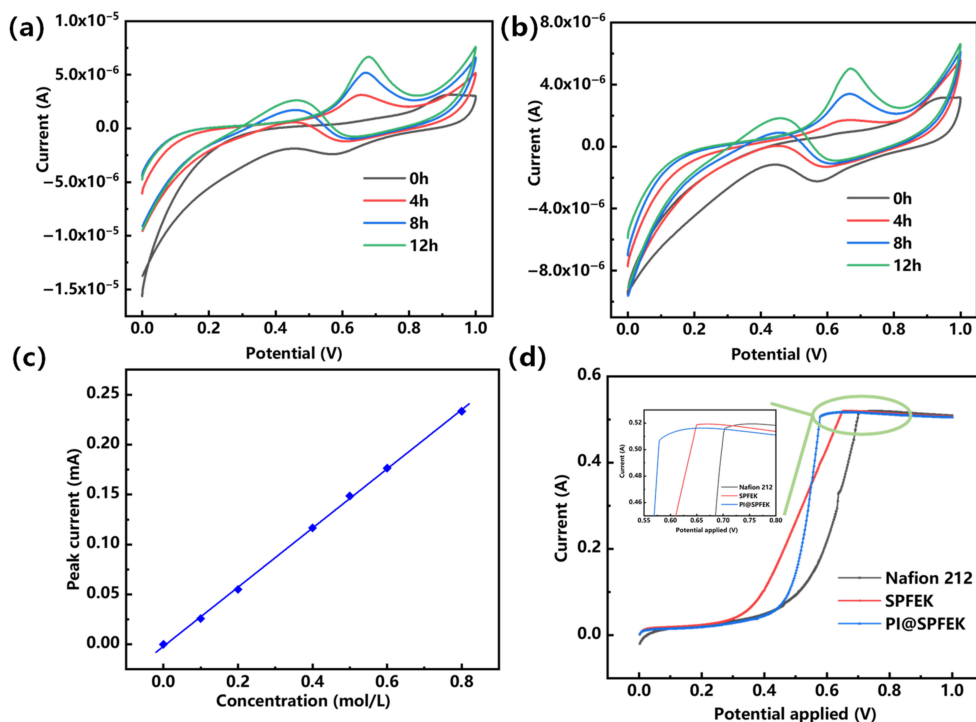 (a)
1.0x10⁻⁵
5.0x10⁻⁶
0.0
−5.0x10⁻⁶
−1.0x10⁻⁵
−1.5x10⁻⁵
Current (A)
0h
4h
8h
12h
0.0 0.2 0.4 0.6 0.8 1.0
Potential (V)
(b)
8.0x10⁻⁶
4.0x10⁻⁶
0.0
−4.0x10⁻⁶
−8.0x10⁻⁶
Current (A)
0h
4h
8h
12h
0.0 0.2 0.4 0.6 0.8 1.0
Potential (V)
(c)
0.25
0.20
0.15
0.10
0.05
0.00
Peak current (mA)
0.0 0.2 0.4 0.6 0.8
Concentration (mol/L)
(d)
0.6
0.4
0.2
0.0
Current (A)
0.52
0.50
0.48
0.46
Current (A)
Nafion 212
SPFEK
PI@SPFEK
0.55 0.60 0.65 0.70 0.75 0.80
Potential applied (V)
Nafion 212
SPFEK
PI@SPFEK
0.0 0.2 0.4 0.6 0.8 1.0
Potential applied (V)